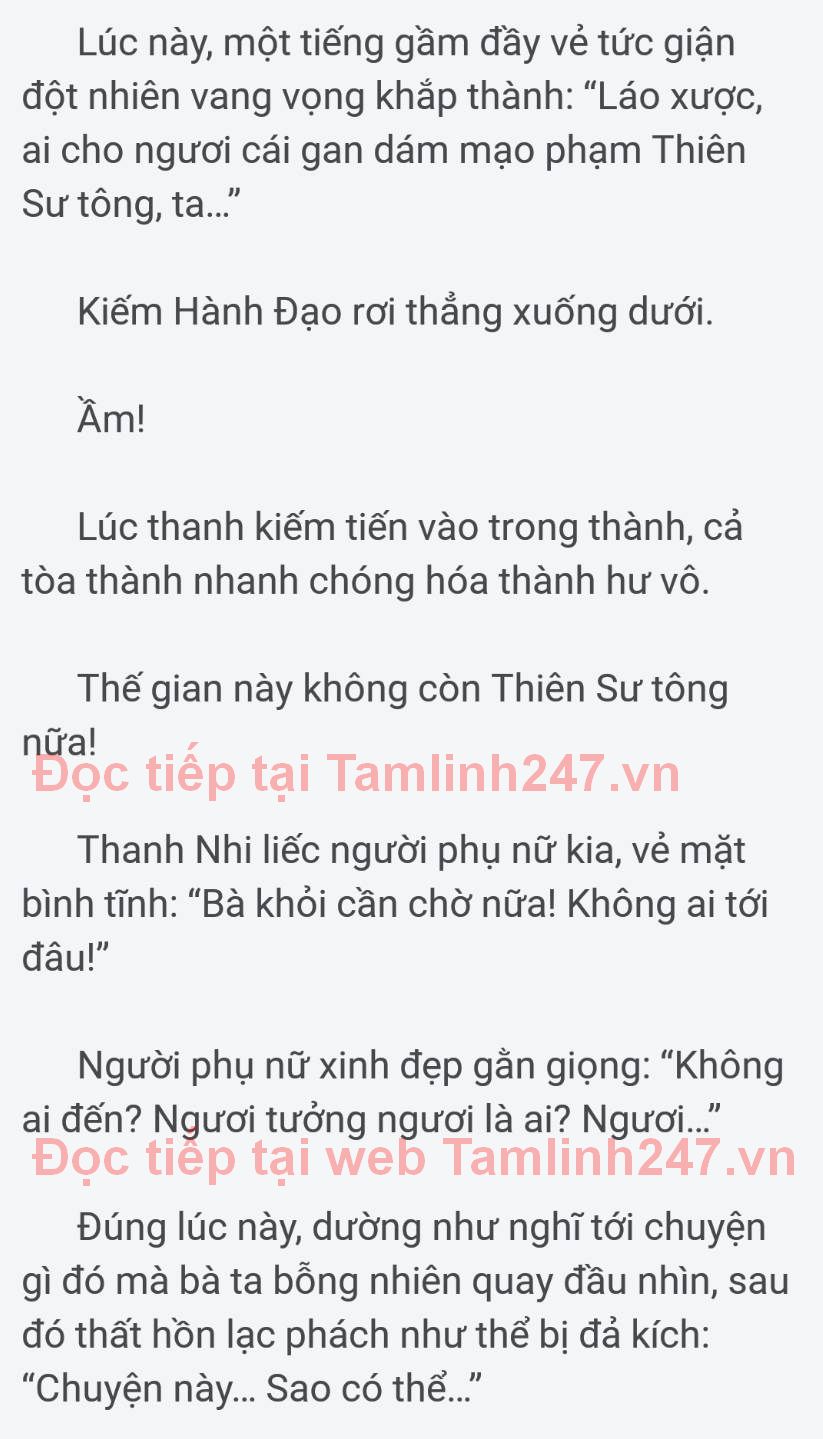 Lúc này, một tiếng gầm đầy vẻ tức giận
đột nhiên vang vọng khắp thành: “Láo xược,
ai cho ngươi cái gan dám mạo phạm Thiên
Sư tông, ta...”
Kiếm Hành Đạo rơi thẳng xuống dưới.
Ầm!
Lúc thanh kiếm tiến vào trong thành, cả
tòa thành nhanh chóng hóa thành hư vô.
Thế gian này không còn Thiên Sư tông
nữa!
Đọc tiếp tại Tamlinh247.vn
Thanh Nhi liếc người phụ nữ kia, vẻ mặt
bình tĩnh: “Bà khỏi cần chờ nữa! Không ai tới
đâu!”
Người phụ nữ xinh đẹp gằn giọng: “Không
ai đến? Ngươi tưởng ngươi là ai? Ngươi...”
Đọc tiếp tại web Tamlinh247.vn
Đúng lúc này, dường như nghĩ tới chuyện
gì đó mà bà ta bỗng nhiên quay đầu nhìn, sau
đó thất hồn lạc phách như thể bị đả kích:
“Chuyện này... Sao có thể...”